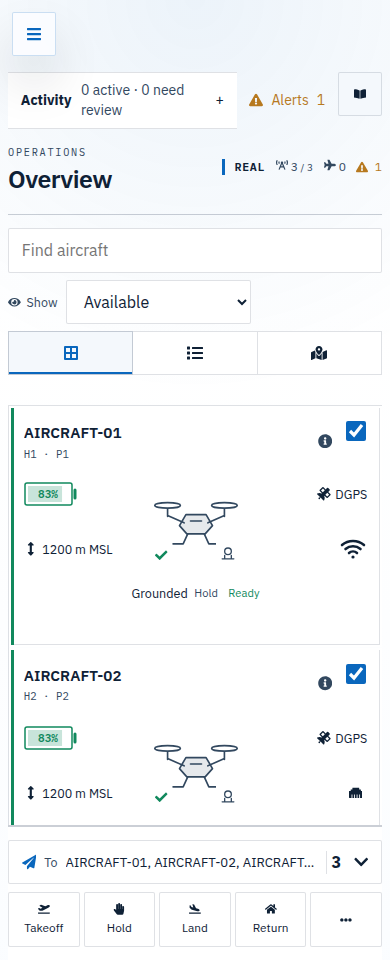 Activity 0 active · 0 need review + Alerts 1
OPERATIONS
Overview
REAL 3 / 3 0 1
Find aircraft
Show Available
AIRCRAFT-01
H1 · P1
83% DGPS
1200 m MSL
Grounded Hold Ready
AIRCRAFT-02
H2 · P2
83% DGPS
1200 m MSL
To AIRCRAFT-01, AIRCRAFT-02, AIRCRAFT... 3
Takeoff Hold Land Return